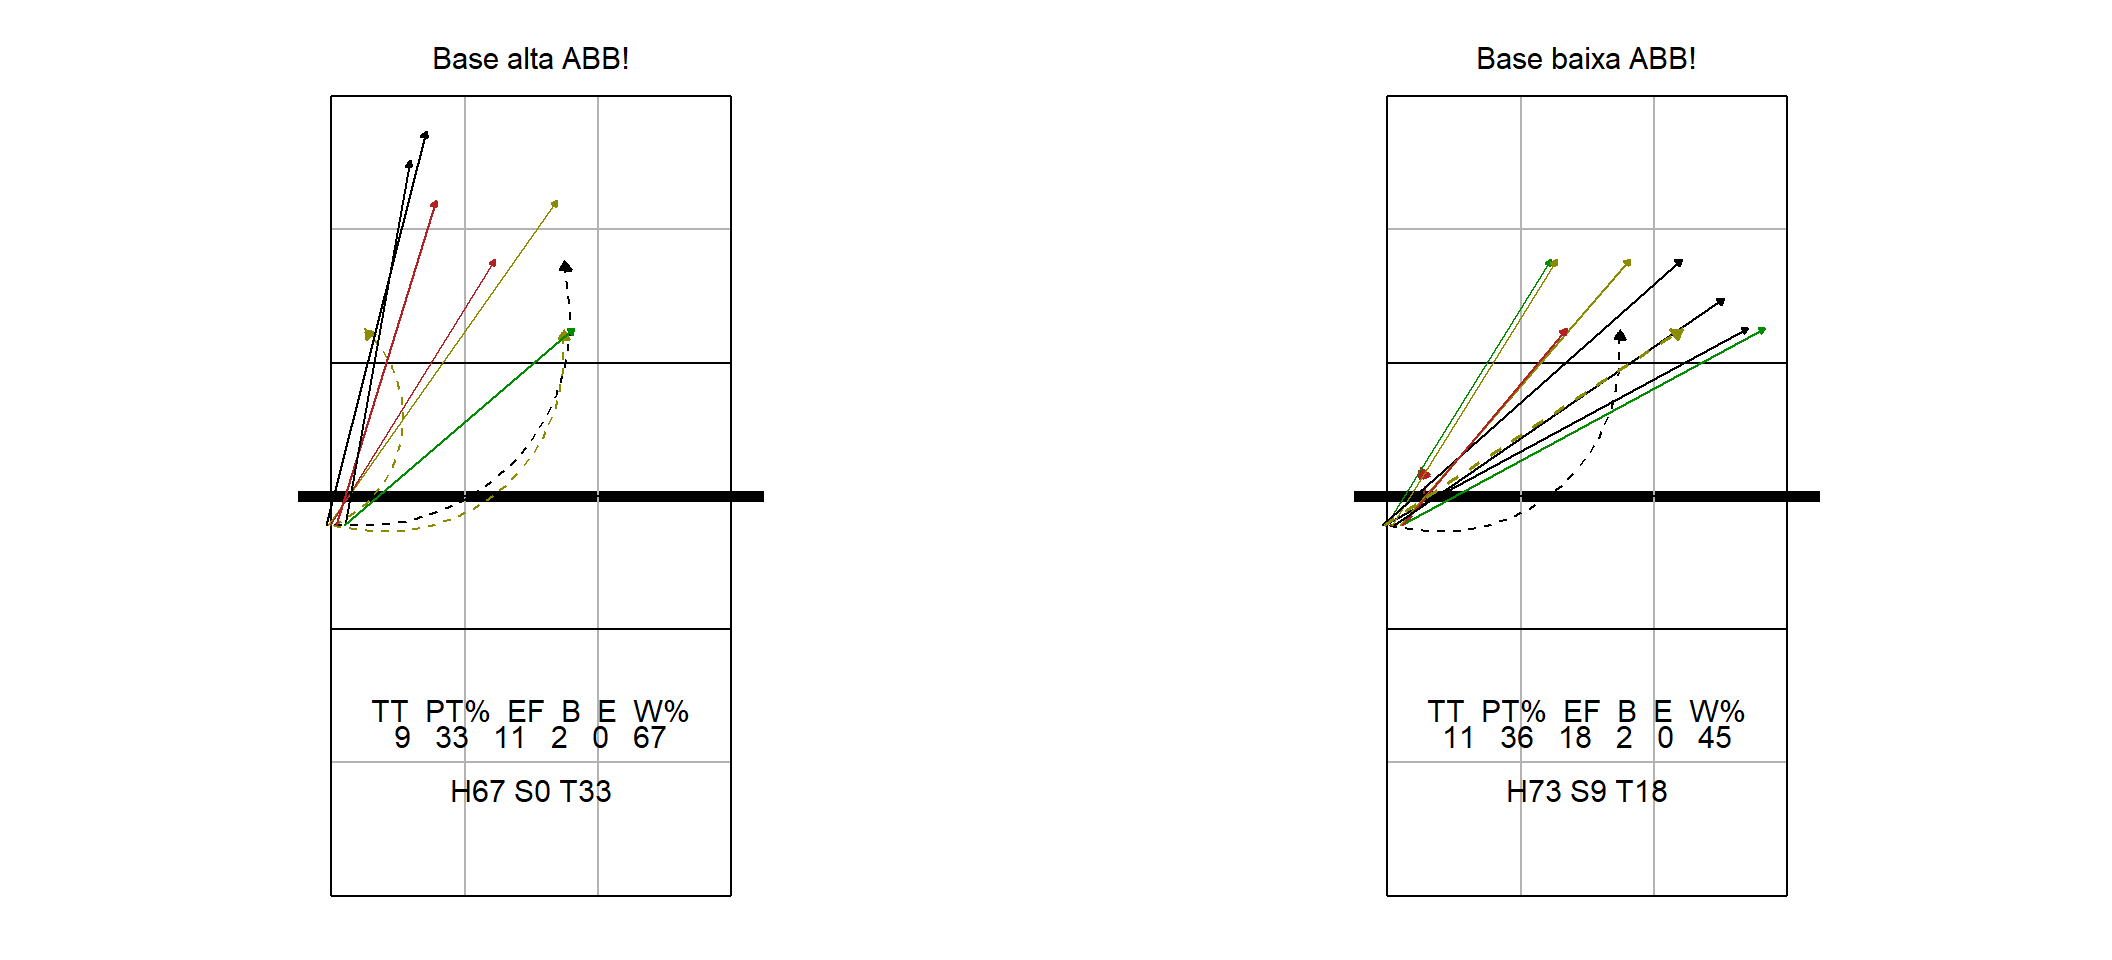 Base alta ABB!
TT PT% EF B E W%
9 33 11 2 0 67
H67 S0 T33
Base baixa ABB!
TT PT% EF B E W%
11 36 18 2 0 45
H73 S9 T18